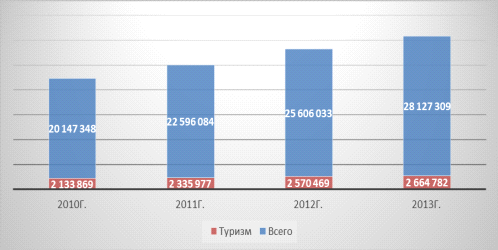 20 147 348
22 596 084
25 606 033
28 127 309
2 133 869
2 335 977
2 570 469
2 664 782
2010Г.
2011Г.
2012Г.
2013Г.
Туризм
Всего